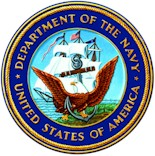 DEPARTMENT OF THE NAVY
UNITED STATES OF AMERICA